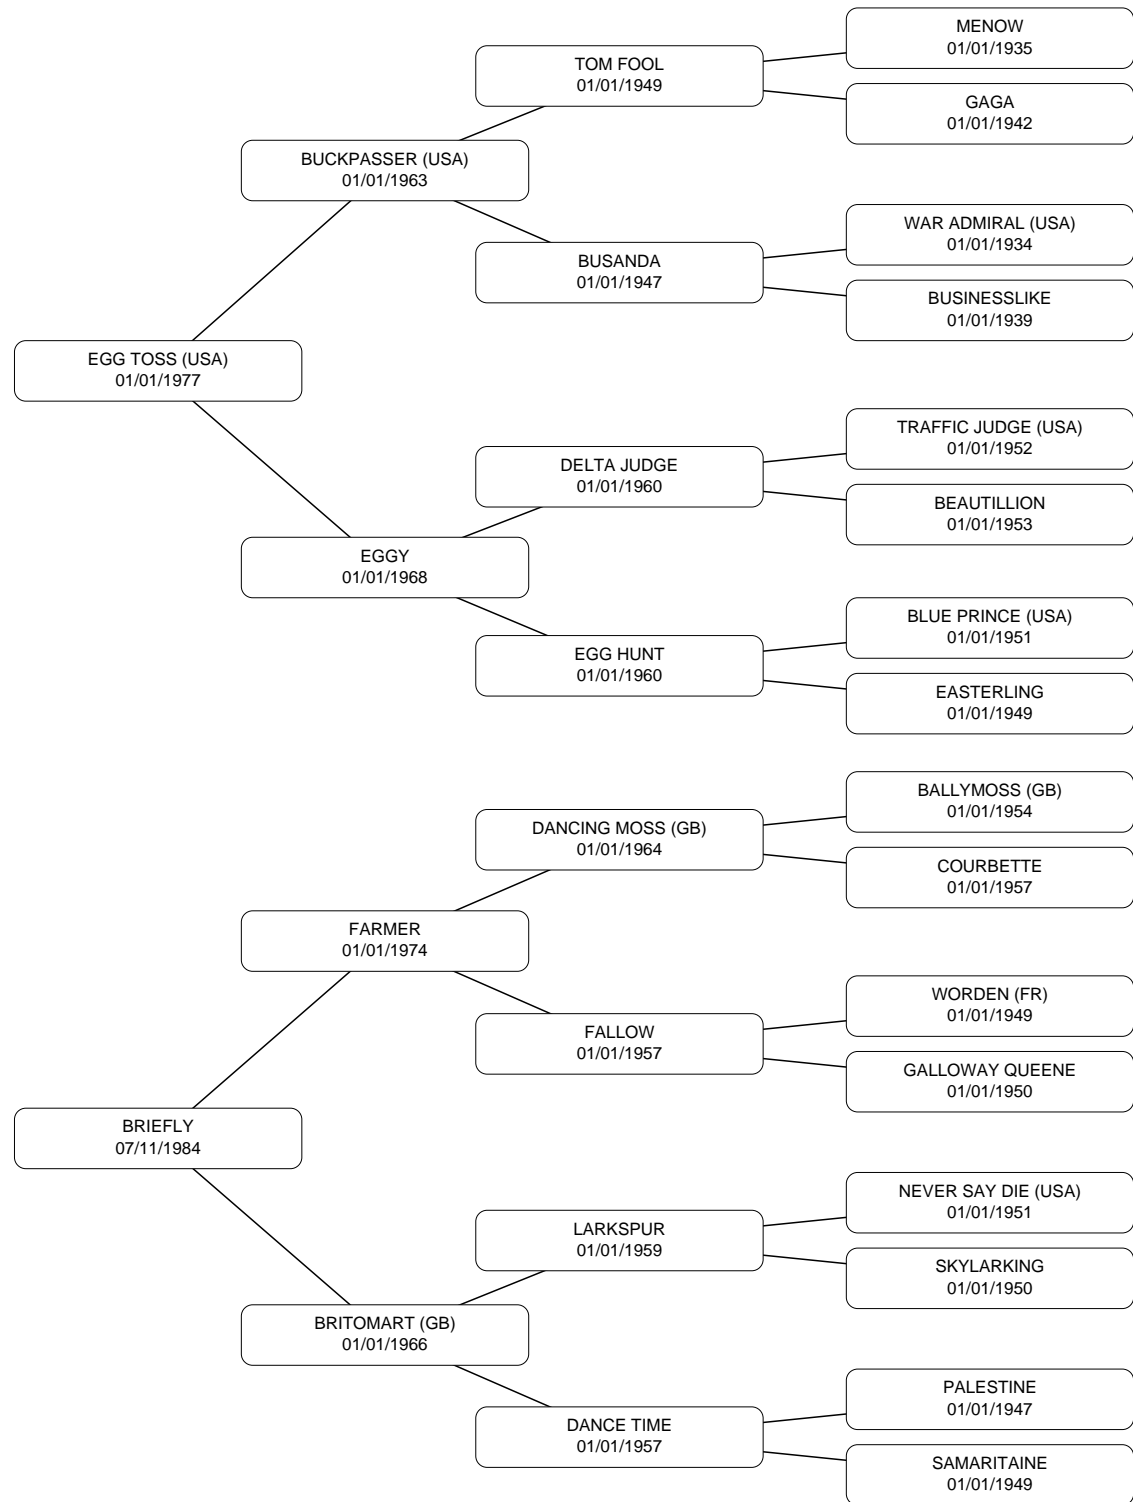 MENOW
01/01/1935
TOM FOOL
01/01/1949
GAGA
01/01/1942
BUCKPASSER (USA)
01/01/1963
WAR ADMIRAL (USA)
01/01/1934
BUSANDA
01/01/1947
BUSINESSLIKE
01/01/1939
EGG TOSS (USA)
01/01/1977
TRAFFIC JUDGE (USA)
01/01/1952
DELTA JUDGE
01/01/1960
BEAUTILLION
01/01/1953
EGGY
01/01/1968
BLUE PRINCE (USA)
01/01/1951
EGG HUNT
01/01/1960
EASTERLING
01/01/1949
BALLYMOSS (GB)
01/01/1954
DANCING MOSS (GB)
01/01/1964
COURBETTE
01/01/1957
FARMER
01/01/1974
WORDEN (FR)
01/01/1949
FALLOW
01/01/1957
GALLOWAY QUEENE
01/01/1950
BRIEFLY
07/11/1984
NEVER SAY DIE (USA)
01/01/1951
LARKSPUR
01/01/1959
SKYLARKING
01/01/1950
BRITOMART (GB)
01/01/1966
PALESTINE
01/01/1947
DANCE TIME
01/01/1957
SAMARITAINE
01/01/1949